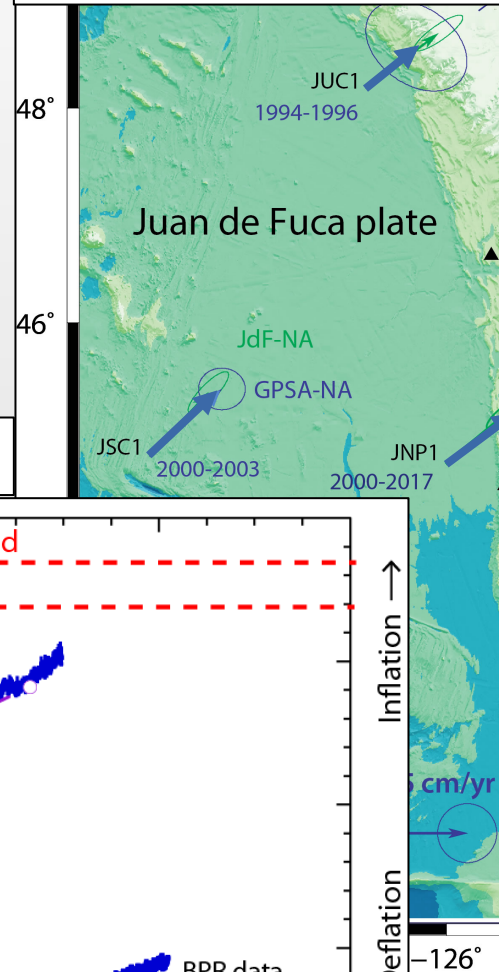 JUC1
1994-1996
48°
Juan de Fuca plate
46°
JdF-NA
GPSA-NA
JSC1
2000-2003
JNP1
2000-2017
d
Inflation →
5 cm/yr
BPR data
−126°